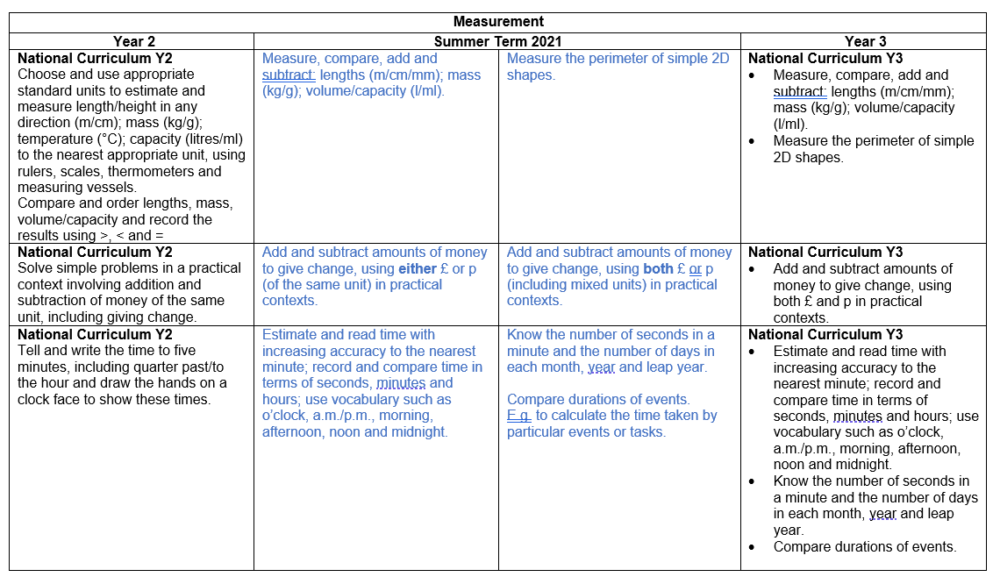 Measurement
Year 2
Summer Term 2021
Year 3
National Curriculum Y2
Choose and use appropriate
standard units to estimate and
measure length/height in any
direction (m/cm); mass (kg/g);
temperature (°C); capacity (litres/ml)
to the nearest appropriate unit, using
rulers, scales, thermometers and
measuring vessels.
Compare and order lengths, mass,
volume/capacity and record the
results using >, < and =
Measure, compare, add and
subtract: lengths (m/cm/mm); mass
(kg/g); volume/capacity (l/ml).
Measure the perimeter of simple 2D
shapes.
National Curriculum Y3
• Measure, compare, add and
subtract: lengths (m/cm/mm);
mass (kg/g); volume/capacity
(l/ml).
• Measure the perimeter of simple
2D shapes.
National Curriculum Y2
Solve simple problems in a practical
context involving addition and
subtraction of money of the same
unit, including giving change.
Add and subtract amounts of money
to give change, using either £ or p
(of the same unit) in practical
contexts.
Add and subtract amounts of money
to give change, using both £ or p
(including mixed units) in practical
contexts.
National Curriculum Y3
• Add and subtract amounts of
money to give change, using
both £ and p in practical
contexts.
National Curriculum Y2
Tell and write the time to five
minutes, including quarter past/to
the hour and draw the hands on a
clock face to show these times.
Estimate and read time with
increasing accuracy to the nearest
minute; record and compare time in
terms of seconds, minutes and
hours; use vocabulary such as
o'clock, a.m./p.m., morning,
afternoon, noon and midnight.
Know the number of seconds in a
minute and the number of days in
each month, year and leap year.
Compare durations of events.
E.g. to calculate the time taken by
particular events or tasks.
National Curriculum Y3
• Estimate and read time with
increasing accuracy to the
nearest minute; record and
compare time in terms of
seconds, minutes and hours; use
vocabulary such as o'clock,
a.m./p.m., morning, afternoon,
noon and midnight.
• Know the number of seconds in
a minute and the number of days
in each month, year and leap
year.
• Compare durations of events.